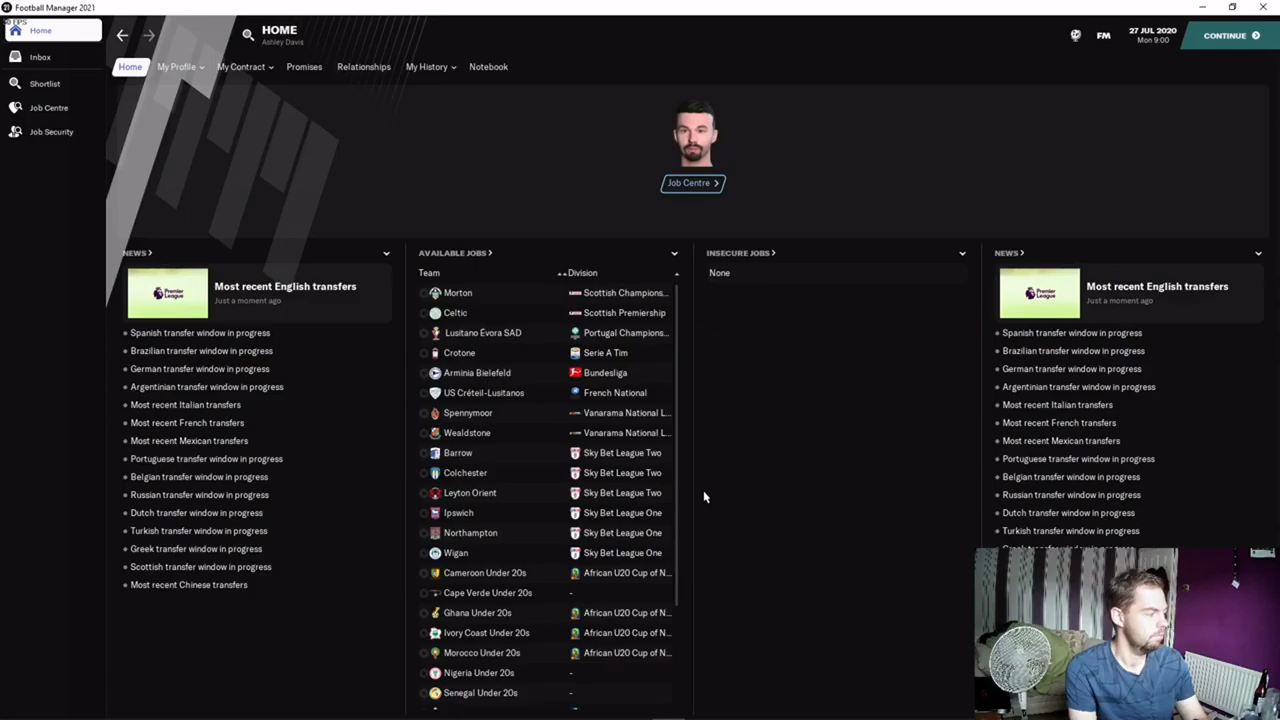 Football Manager 2021
Home
Inbox
Shortlist
Job Centre
Job Security
HOME
Ashley Davis
FM
27 JUL 2020
Mon 9:00
CONTINUE
Home
My Profile
My Contract
Promises
Relationships
My History
Notebook
Job Centre
NEWS
Premier League
Most recent English transfers
Just a moment ago
Spanish transfer window in progress
Brazilian transfer window in progress
German transfer window in progress
Argentinian transfer window in progress
Most recent Italian transfers
Most recent French transfers
Most recent Mexican transfers
Portuguese transfer window in progress
Belgian transfer window in progress
Russian transfer window in progress
Dutch transfer window in progress
Turkish transfer window in progress
Greek transfer window in progress
Scottish transfer window in progress
Most recent Chinese transfers
AVAILABLE JOBS
Team Division
Morton Scottish Champions...
Celtic Scottish Premiership
Lusitano Évora SAD Portugal Champions...
Crotone Serie A Tim
Arminia Bielefeld Bundesliga
US Créteil-Lusitanos French National
Spennymoor Vanarama National L...
Wealdstone Vanarama National L...
Barrow Sky Bet League Two
Colchester Sky Bet League Two
Leyton Orient Sky Bet League Two
Ipswich Sky Bet League One
Northampton Sky Bet League One
Wigan Sky Bet League One
Cameroon Under 20s African U20 Cup of N...
Cape Verde Under 20s -
Ghana Under 20s African U20 Cup of N...
Ivory Coast Under 20s African U20 Cup of N...
Morocco Under 20s African U20 Cup of N...
Nigeria Under 20s -
Senegal Under 20s -
INSECURE JOBS
None
NEWS
Premier League
Most recent English transfers
Just a moment ago
Spanish transfer window in progress
Brazilian transfer window in progress
German transfer window in progress
Argentinian transfer window in progress
Most recent Italian transfers
Most recent French transfers
Most recent Mexican transfers
Portuguese transfer window in progress
Belgian transfer window in progress
Russian transfer window in progress
Dutch transfer window in progress
Turkish transfer window in progress